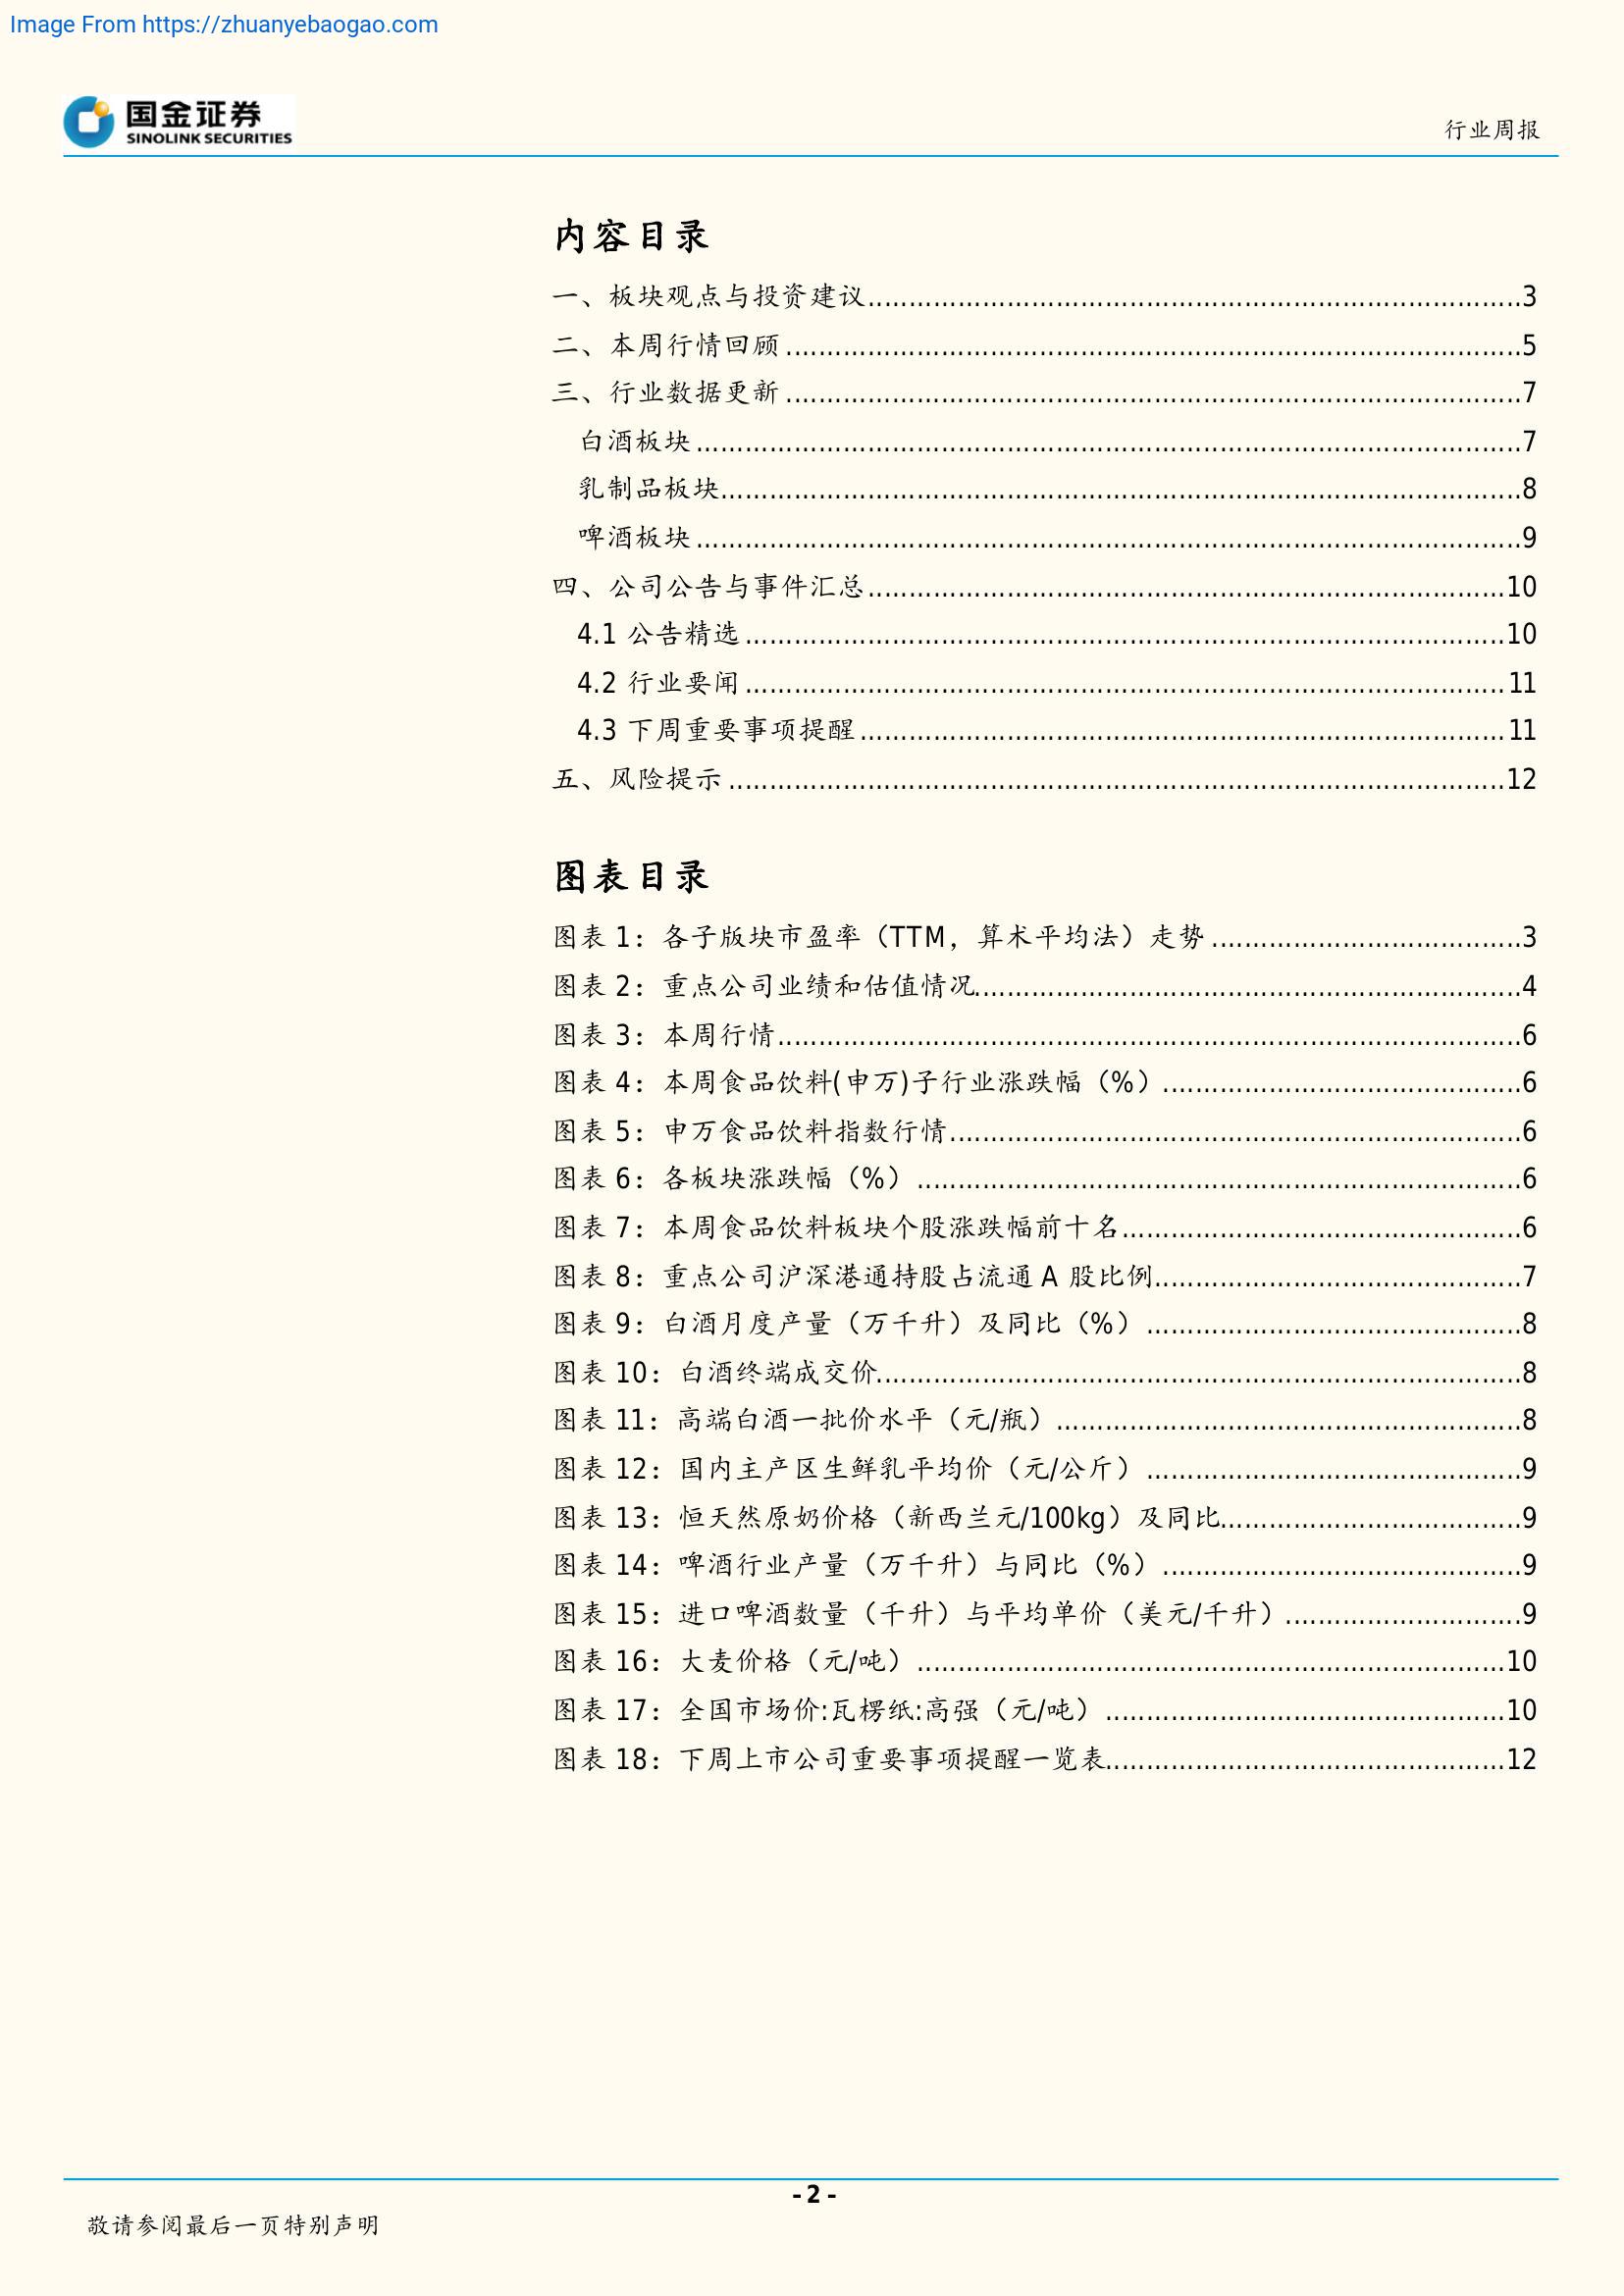 Image From https://zhuanyebaogao.com
国金证券
SINOLINK SECURITIES
行业周报
内容目录
一、板块观点与投资建议................................................................................3
二、本周行情回顾..........................................................................................5
三、行业数据更新..........................................................................................7
白酒板块.....................................................................................................7
乳制品板块..................................................................................................8
啤酒板块.....................................................................................................9
四、公司公告与事件汇总..............................................................................10
4.1 公告精选.............................................................................................10
4.2 行业要闻.............................................................................................11
4.3 下周重要事项提醒...............................................................................11
五、风险提示...............................................................................................12
图表目录
图表 1：各子版块市盈率（TTM，算术平均法）走势......................................3
图表 2：重点公司业绩和估值情况...................................................................4
图表 3：本周行情...........................................................................................6
图表 4：本周食品饮料(申万)子行业涨跌幅（%）............................................6
图表 5：申万食品饮料指数行情......................................................................6
图表 6：各板块涨跌幅（%）..........................................................................6
图表 7：本周食品饮料板块个股涨跌幅前十名.................................................6
图表 8：重点公司沪深港通持股占流通 A 股比例.............................................7
图表 9：白酒月度产量（万千升）及同比（%）..............................................8
图表 10：白酒终端成交价...............................................................................8
图表 11：高端白酒一批价水平（元/瓶）.........................................................8
图表 12：国内主产区生鲜乳平均价（元/公斤）..............................................9
图表 13：恒天然原奶价格（新西兰元/100kg）及同比.....................................9
图表 14：啤酒行业产量（万千升）与同比（%）............................................9
图表 15：进口啤酒数量（千升）与平均单价（美元/千升）.............................9
图表 16：大麦价格（元/吨）........................................................................10
图表 17：全国市场价:瓦楞纸:高强（元/吨）.................................................10
图表 18：下周上市公司重要事项提醒一览表.................................................12
- 2 -
敬请参阅最后一页特别声明